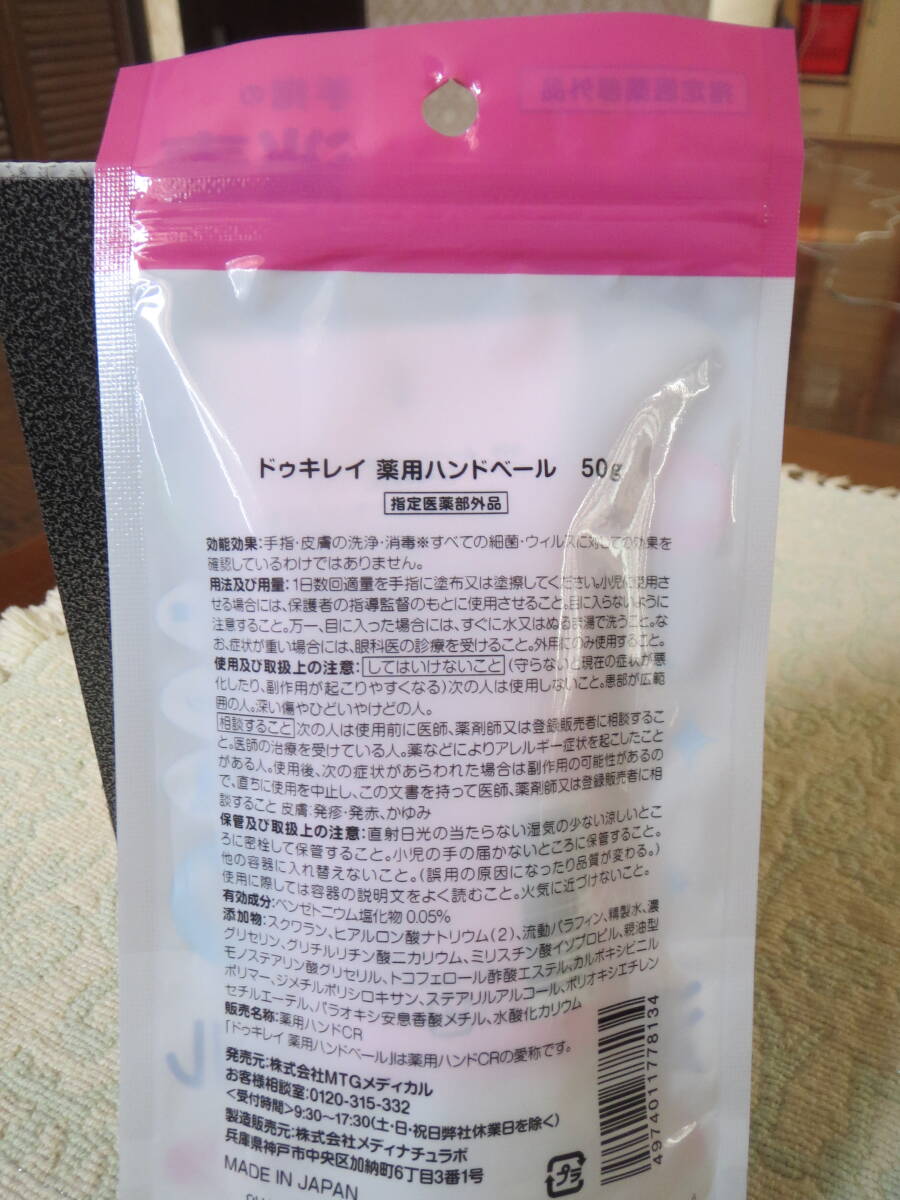 ドゥキレイ 薬用ハンドベール 50g
指定医薬部外品
効能効果:手指・皮膚の洗浄・消毒※すべての細菌・ウィルスに対しての効果を
確認しているわけではありません。
用法及び用量:1日数回適量を手指に塗布又は塗擦してください。小児に使用さ
せる場合には、保護者の指導監督のもとに使用させること。目に入らないように
注意すること。万一、目に入った場合には、すぐに水又はぬるま湯で洗うこと。な
お、症状が重い場合には、眼科医の診療を受けること。外用にのみ使用すること。
使用及び取扱上の注意:してはいけないこと(守らないと現在の症状が悪
化したり、副作用が起こりやすくなる)次の人は使用しないこと。患部が広範
囲の人。深い傷やひどいやけどの人。
相談すること 次の人は使用前に医師、薬剤師又は登録販売者に相談するこ
と。医師の治療を受けている人。薬などによりアレルギー症状を起こしたこと
がある人。使用後、次の症状があらわれた場合は副作用の可能性があるの
で、直ちに使用を中止し、この文書を持って医師、薬剤師又は登録販売者に相
談すること 皮膚:発疹・発赤、かゆみ
保管及び取扱上の注意:直射日光の当たらない湿気の少ない涼しいとこ
ろに密栓して保管すること。小児の手の届かないところに保管すること。
他の容器に入れ替えないこと。(誤用の原因になったり品質が変わる。)
使用に際しては容器の説明文をよく読むこと。火気に近づけないこと。
有効成分:ベンゼトニウム塩化物 0.05%
添加物:スクワラン、ヒアルロン酸ナトリウム(2)、流動パラフィン、精製水、濃
グリセリン、グリチルリチン酸二カリウム、ミリスチン酸イソプロピル、親油型
モノステアリン酸グリセリル、トコフェロール酢酸エステル、カルボキシビニル
ポリマー、ジメチルポリシロキサン、ステアリルアルコール、ポリオキシエチレン
セチルエーテル、パラオキシ安息香酸メチル、水酸化カリウム
販売名称:薬用ハンドCR
「ドゥキレイ 薬用ハンドベール」は薬用ハンドCRの愛称です。
発売元:株式会社MTGメディカル
お客様相談室:0120-315-332
<受付時間>9:30~17:30(土・日・祝日弊社休業日を除く)
製造販売元:株式会社メディナチュラボ
兵庫県神戸市中央区加納町6丁目3番1号
MADE IN JAPAN
プラ
4974011778134